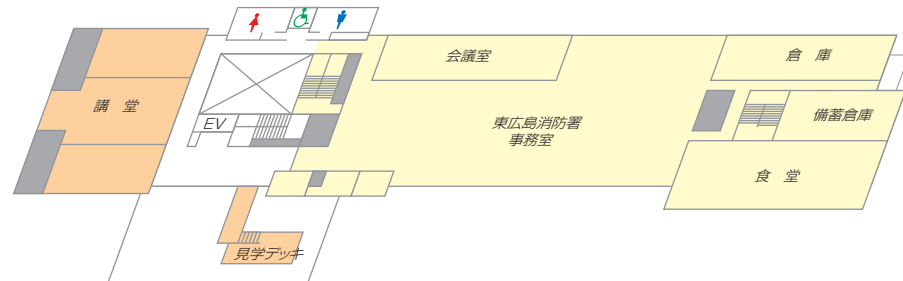 会議室
倉 庫
講 堂
EV
東広島消防署
事務室
備蓄倉庫
食 堂
見学デッキ